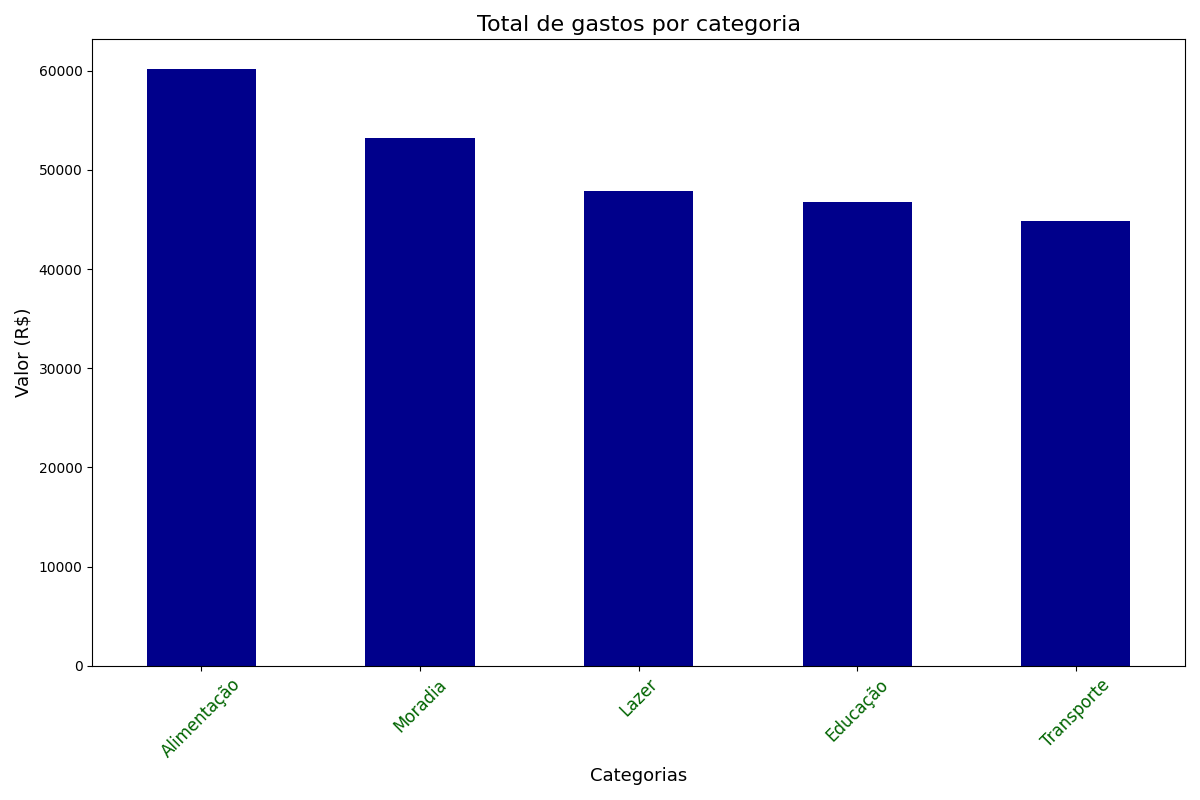 Total de gastos por categoria
Valor (R$)
60000
50000
40000
30000
20000
10000
0
Alimentação
Moradia
Lazer
Educação
Transporte
Categorias